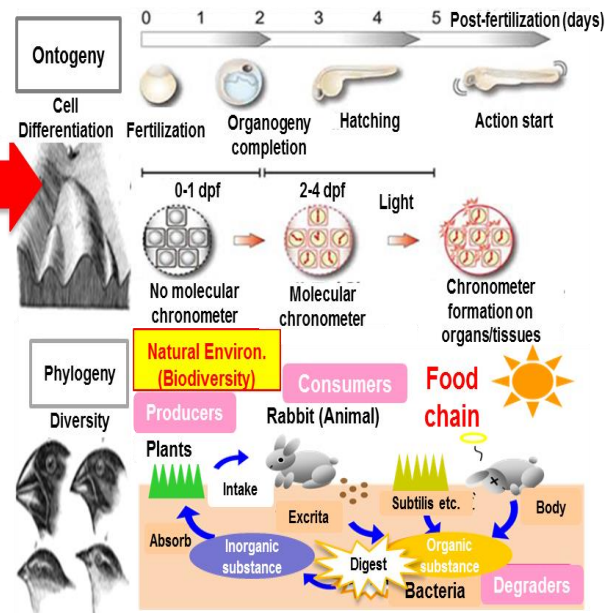 0 1 2 3 4 5 Post-fertilization (days)
Ontogeny
Cell
Differentiation
Fertilization
Organogeny
completion
Hatching
Action start
0-1 dpf
2-4 dpf
Light
No molecular
chronometer
Molecular
chronometer
Chronometer
formation on
organs/tissues
Phylogeny
Diversity
Natural Environ.
(Biodiversity)
Producers
Consumers
Rabbit (Animal)
Food
chain
Plants
Intake
Excrita
Subtilis etc.
Body
Absorb
Inorganic
substance
Digest
Organic
substance
Bacteria
Degraders